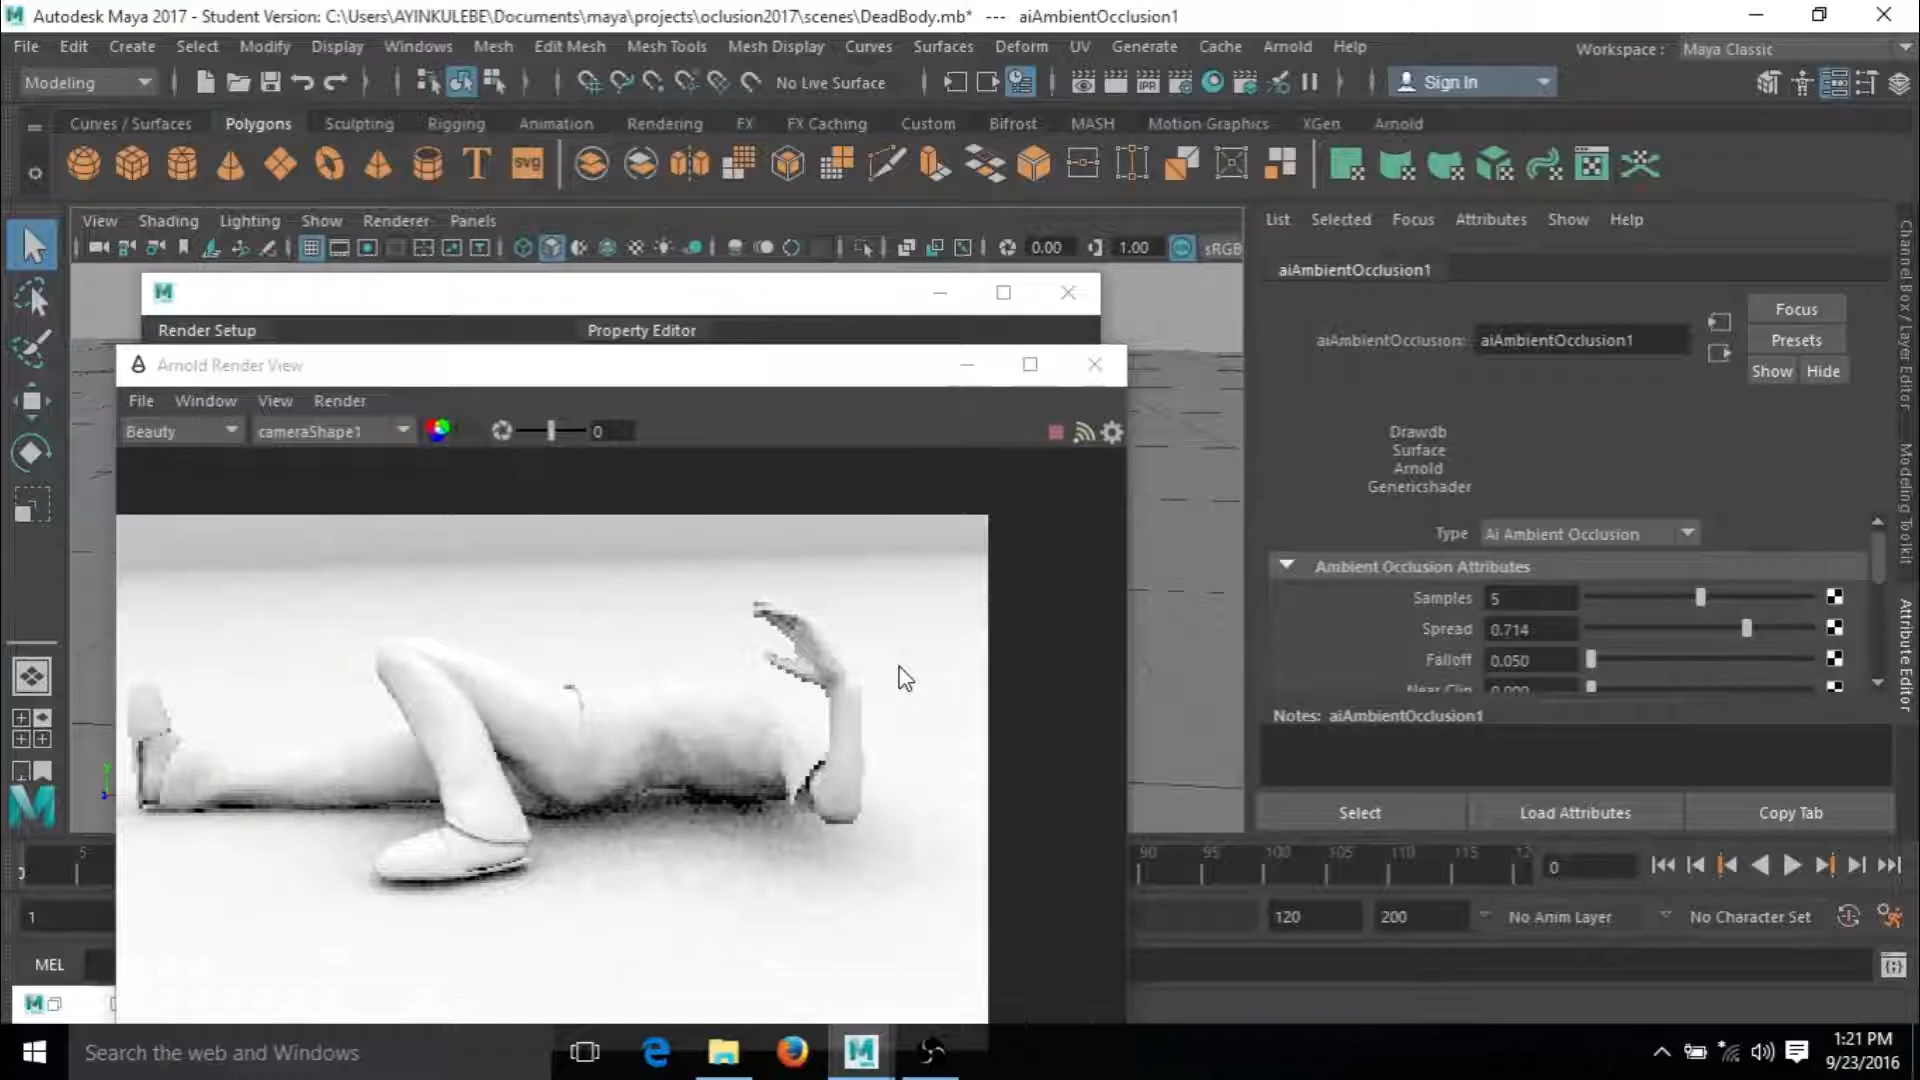 Autodesk Maya 2017 - Student Version: C:\Users\AYINKULEBE\Documents\maya\projects\oclusion2017\scenes\DeadBody.mb*  ---  aiAmbientOcclusion1
File Edit Create Select Modify Display Windows Mesh Edit Mesh Mesh Tools Mesh Display Curves Surfaces Deform UV Generate Cache Arnold Help
Workspace : Maya Classic
Modeling
No Live Surface
IPR
Sign In
Curves / Surfaces Polygons Sculpting Rigging Animation Rendering FX FX Caching Custom Bifrost MASH Motion Graphics XGen Arnold
T
SVG
View Shading Lighting Show Renderer Panels
0.00
1.00
sRGB
List Selected Focus Attributes Show Help
aiAmbientOcclusion1
Render Setup
Property Editor
Arnold Render View
File Window View Render
Beauty
cameraShape1
0
aiAmbientOcclusion: aiAmbientOcclusion1
Focus
Presets
Show Hide
Drawdb
Surface
Arnold
Genericshader
Type Ai Ambient Occlusion
Ambient Occlusion Attributes
Samples 5
Spread 0.714
Falloff 0.050
Near Clip 0.000
Notes: aiAmbientOcclusion1
Select
Load Attributes
Copy Tab
Channel Box / Layer Editor
Modeling Toolkit
Attribute Editor
y
5
90 95 100 105 110 115
0
1
120
200
No Anim Layer
No Character Set
MEL
Search the web and Windows
1:21 PM
9/23/2016